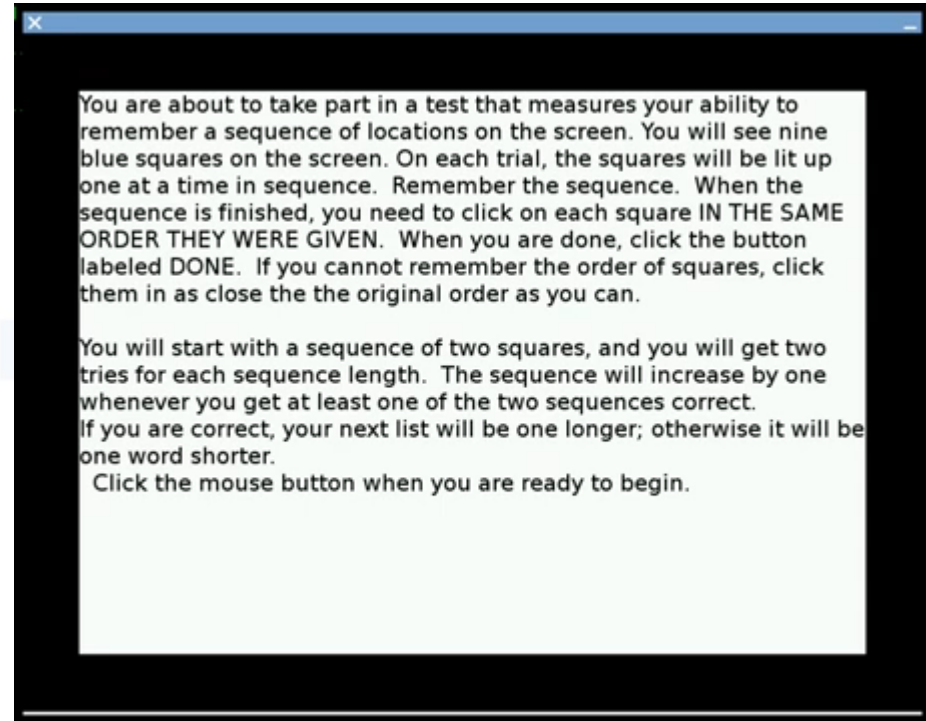 You are about to take part in a test that measures your ability to
remember a sequence of locations on the screen. You will see nine
blue squares on the screen. On each trial, the squares will be lit up
one at a time in sequence.  Remember the sequence.  When the
sequence is finished, you need to click on each square IN THE SAME
ORDER THEY WERE GIVEN.  When you are done, click the button
labeled DONE.  If you cannot remember the order of squares, click
them in as close the the original order as you can.

You will start with a sequence of two squares, and you will get two
tries for each sequence length.  The sequence will increase by one
whenever you get at least one of the two sequences correct.
If you are correct, your next list will be one longer; otherwise it will be
one word shorter.
Click the mouse button when you are ready to begin.